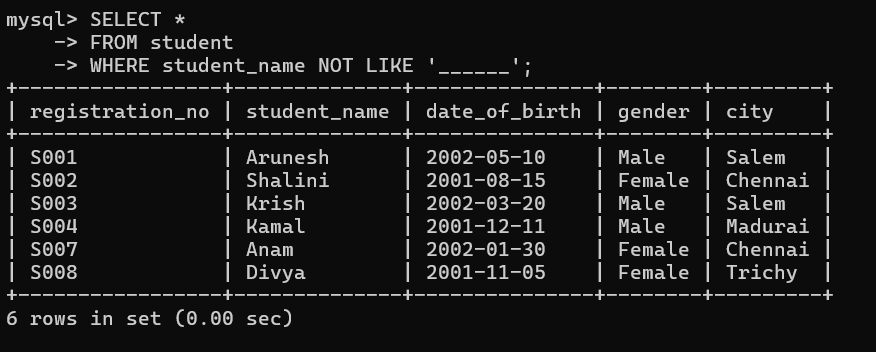 mysql> SELECT *
    -> FROM student
    -> WHERE student_name NOT LIKE '______';
+-----------------+--------------+---------------+--------+---------+
| registration_no | student_name | date_of_birth | gender | city    |
+-----------------+--------------+---------------+--------+---------+
| S001            | Arunesh      | 2002-05-10    | Male   | Salem   |
| S002            | Shalini      | 2001-08-15    | Female | Chennai |
| S003            | Krish        | 2002-03-20    | Male   | Salem   |
| S004            | Kamal        | 2001-12-11    | Male   | Madurai |
| S007            | Anam         | 2002-01-30    | Female | Chennai |
| S008            | Divya        | 2001-11-05    | Female | Trichy  |
+-----------------+--------------+---------------+--------+---------+
6 rows in set (0.00 sec)